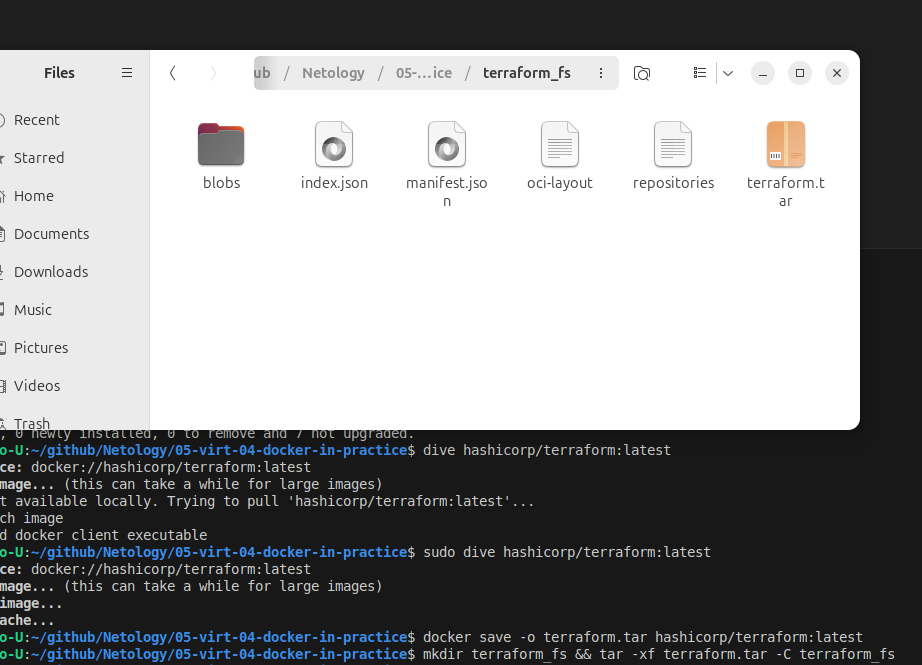 Files
ub / Netology / 05-…ice / terraform_fs
Recent
Starred
Home
Documents
Downloads
Music
Pictures
Videos
Trash
blobs
index.json
manifest.jso
n
oci-layout
repositories
terraform.t
ar
, 0 newly installed, 0 to remove and 7 not upgraded.
o-U:~/github/Netology/05-virt-04-docker-in-practice$ dive hashicorp/terraform:latest
ce: docker://hashicorp/terraform:latest
mage... (this can take a while for large images)
t available locally. Trying to pull 'hashicorp/terraform:latest'...
ch image
d docker client executable
o-U:~/github/Netology/05-virt-04-docker-in-practice$ sudo dive hashicorp/terraform:latest
ce: docker://hashicorp/terraform:latest
mage... (this can take a while for large images)
image...
ache...
o-U:~/github/Netology/05-virt-04-docker-in-practice$ docker save -o terraform.tar hashicorp/terraform:latest
o-U:~/github/Netology/05-virt-04-docker-in-practice$ mkdir terraform_fs && tar -xf terraform.tar -C terraform_fs